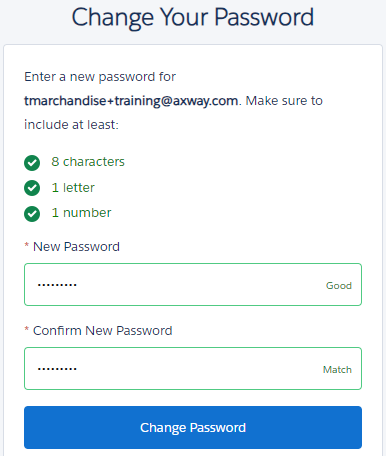 Change Your Password
Enter a new password for
tmarchandise+training@axway.com. Make sure to
include at least:
8 characters
1 letter
1 number
* New Password
••••••••• Good
* Confirm New Password
••••••••• Match
Change Password